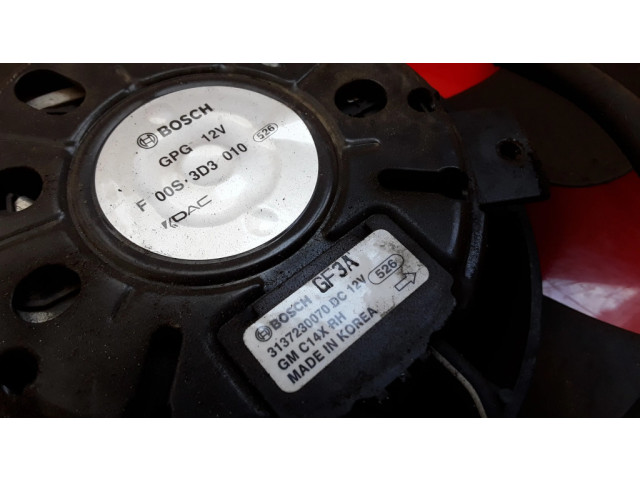 BOSCH
GPG 12V 526
F 00S·3D3 010
KDAC
GF3A
BOSCH
3137230070 DC 12V 526
GM C14X RH
MADE IN KOREA